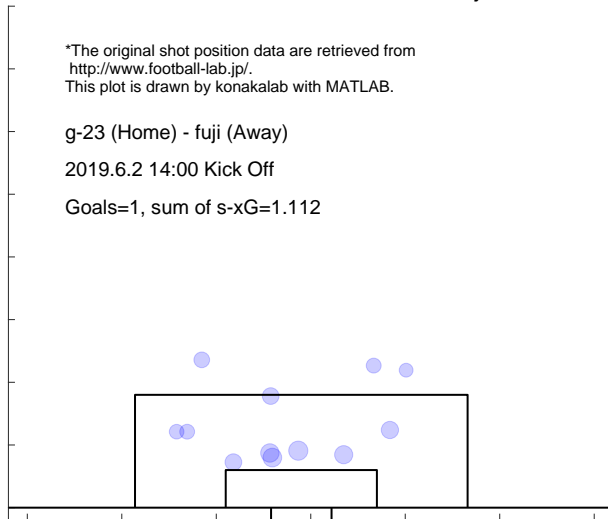 *The original shot position data are retrieved from
http://www.football-lab.jp/.
This plot is drawn by konakalab with MATLAB.
g-23 (Home) - fuji (Away)
2019.6.2 14:00 Kick Off
Goals=1, sum of s-xG=1.112